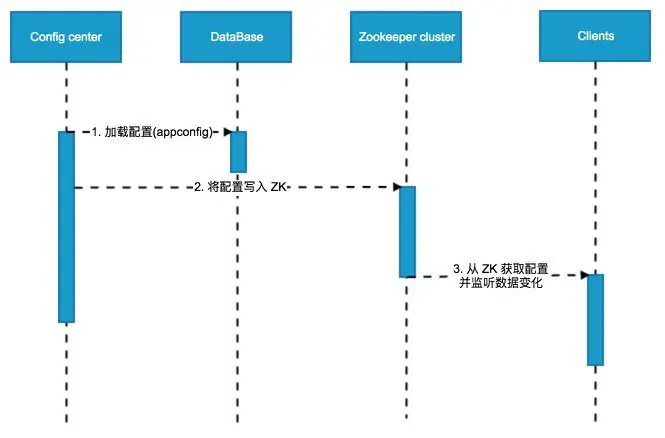 Config center
DataBase
Zookeeper cluster
Clients
1. 加载配置(appconfig)
2. 将配置写入 ZK
3. 从 ZK 获取配置
并监听数据变化